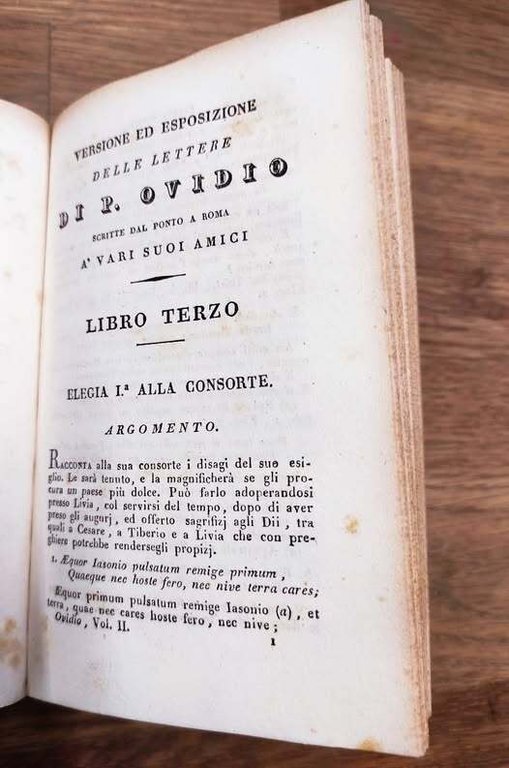 VERSIONE ED ESPOSIZIONE
DELLE LETTERE
DI P. OVIDIO
SCRITTE DAL PONTO A ROMA
A' VARI SUOI AMICI
LIBRO TERZO
ELEGIA I.ª ALLA CONSORTE.
ARGOMENTO.
RACCONTA alla sua consorte i disagi del suo esi-
glio. Le sarà tenuto, e la magnificherà se gli pro-
cura un paese più dolce. Può farlo adoperandosi
presso Livia, col servirsi del tempo, dopo di aver
preso gli augurj, ed offerto sagrifizj agli Dii, tra
quali a Cesare, a Tiberio e a Livia che con pre-
ghiere potrebbe rendersegli propizj.
1. Æquor Iasonio pulsatum remige primum,
Quaeque nec hoste fero, nec nive terra cares;
Æquor primum pulsatum remige Iasonio (a), et
terra, quae nec cares hoste fero, nec nive;
Ovidio, Vol. II.
1